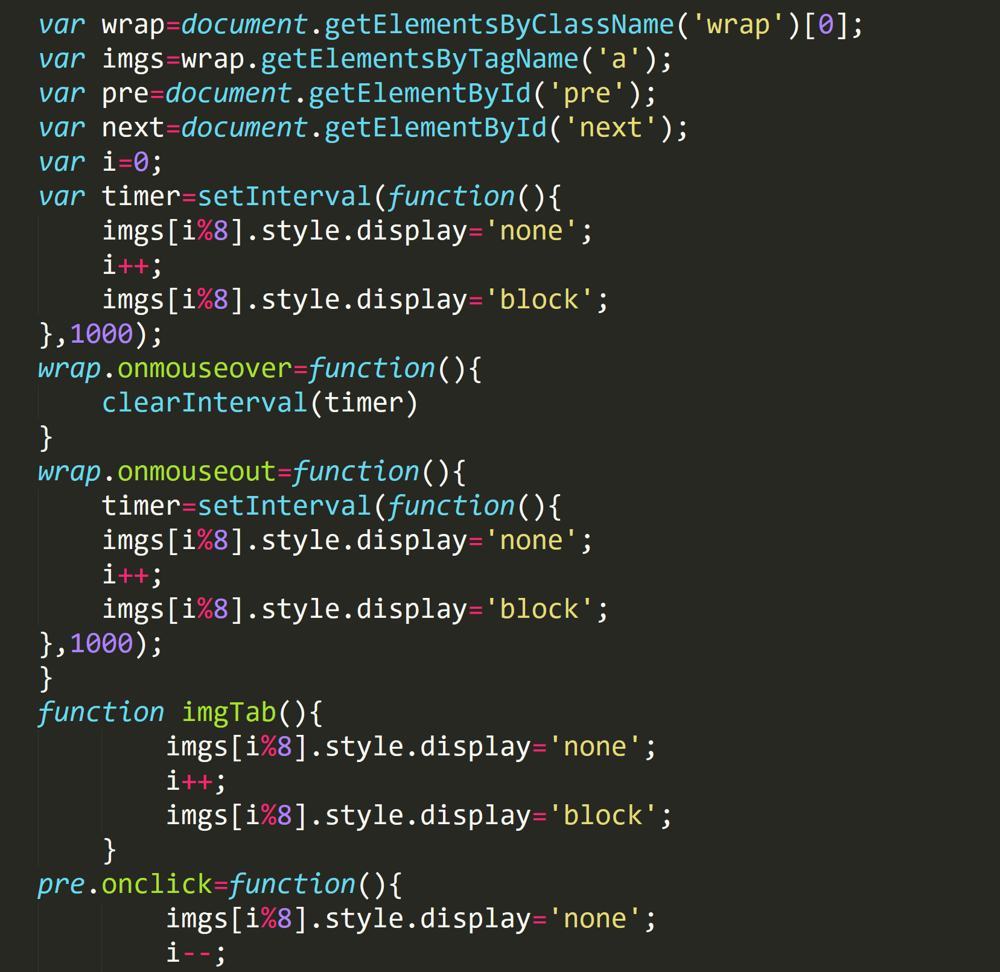 var wrap=document.getElementsByClassName('wrap')[0];
var imgs=wrap.getElementsByTagName('a');
var pre=document.getElementById('pre');
var next=document.getElementById('next');
var i=0;
var timer=setInterval(function(){
    imgs[i%8].style.display='none';
    i++;
    imgs[i%8].style.display='block';
},1000);
wrap.onmouseover=function(){
    clearInterval(timer)
}
wrap.onmouseout=function(){
    timer=setInterval(function(){
    imgs[i%8].style.display='none';
    i++;
    imgs[i%8].style.display='block';
},1000);
}
function imgTab(){
        imgs[i%8].style.display='none';
        i++;
        imgs[i%8].style.display='block';
    }
pre.onclick=function(){
        imgs[i%8].style.display='none';
        i--;